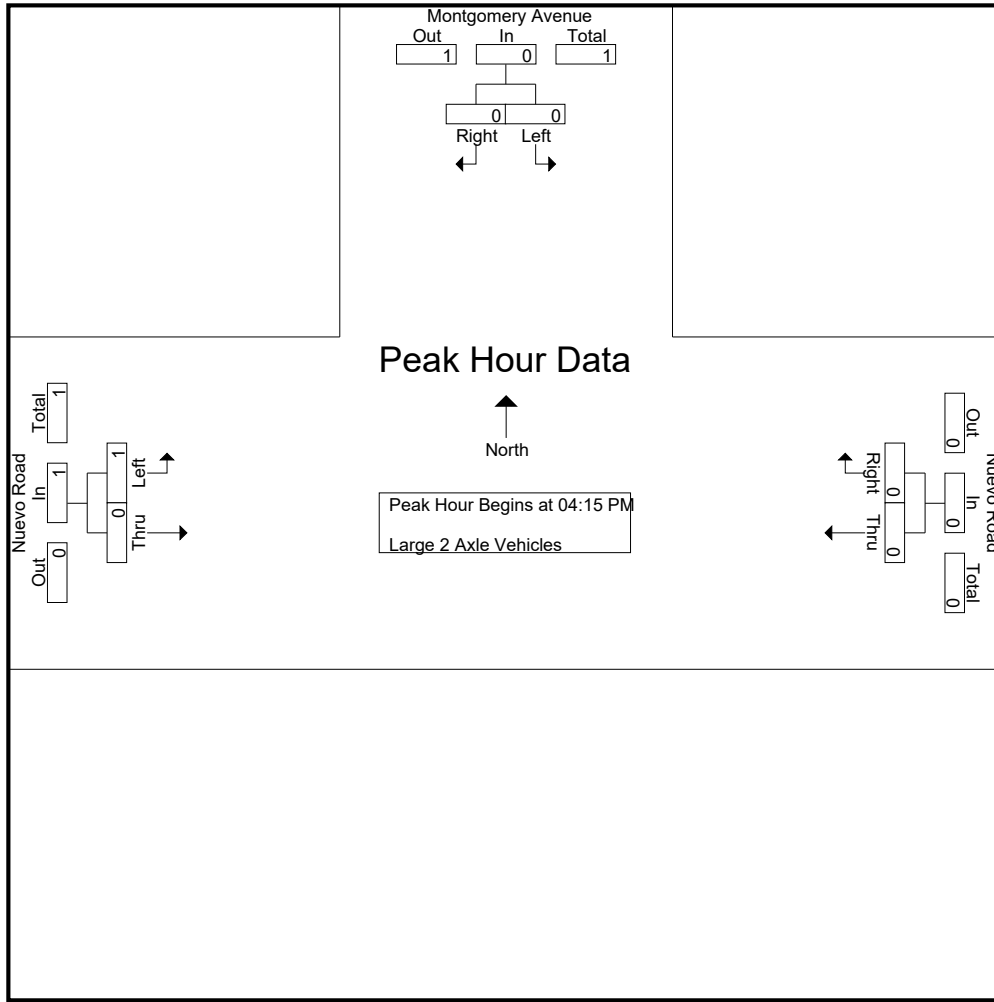 Montgomery Avenue
Out In Total
1 0 1
0 0
Right Left
Peak Hour Data
North
Peak Hour Begins at 04:15 PM
Large 2 Axle Vehicles
Nuevo Road
Out In Total
0 1 1
Thru Left
0 1
Nuevo Road
Out In Total
0 0 0
Right Thru
0 0